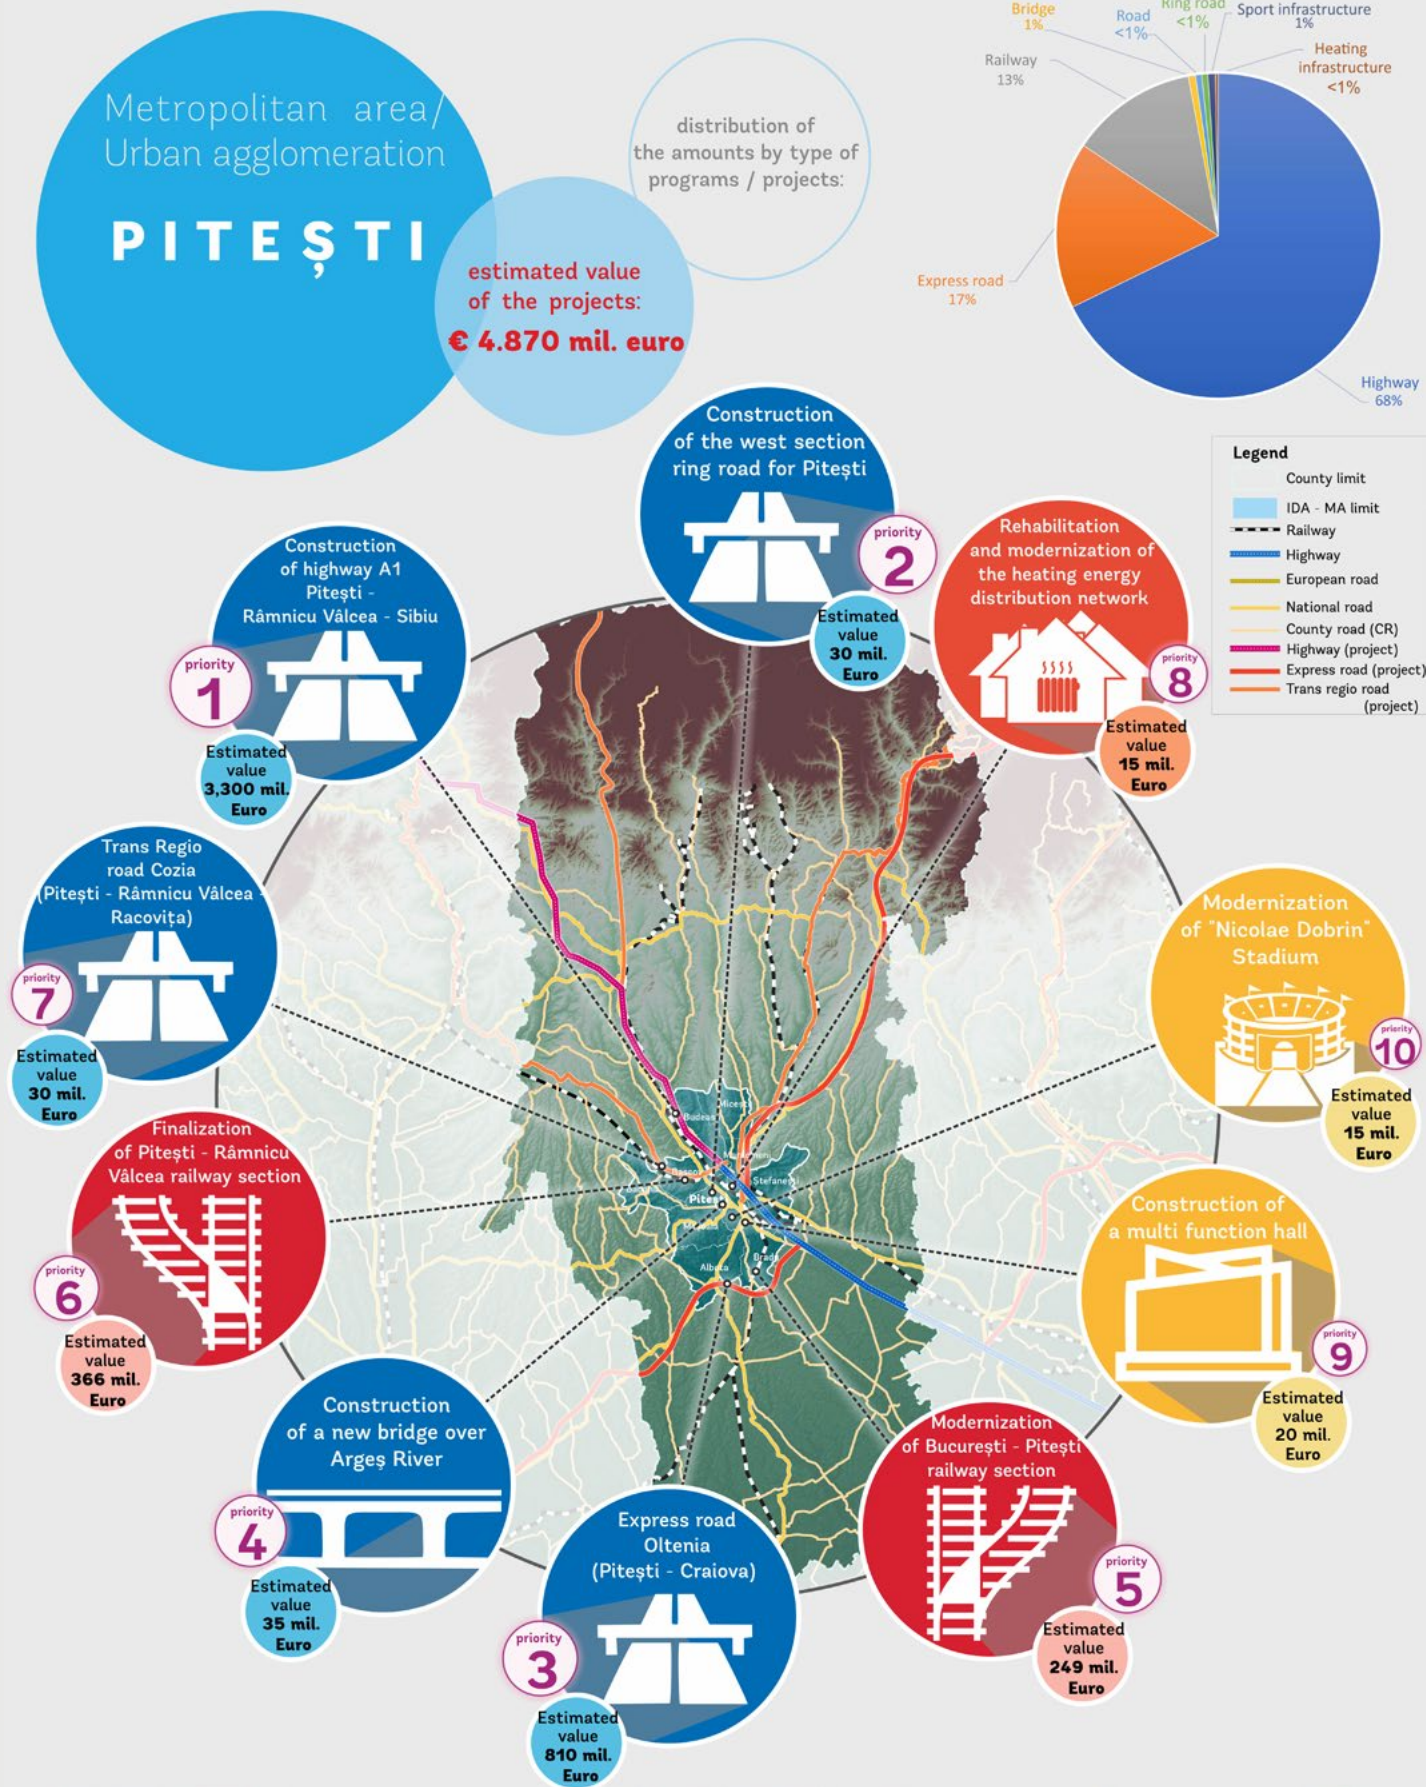 Metropolitan area/
Urban agglomeration
PITEȘTI
estimated value
of the projects:
€ 4.870 mil. euro
distribution of
the amounts by type of
programs / projects:
Bridge
1%
Road
<1%
Ring road
<1%
Sport infrastructure
1%
Railway
13%
Heating
infrastructure
<1%
Express road
17%
Highway
68%
Legend
County limit
IDA - MA limit
Railway
Highway
European road
National road
County road (CR)
Highway (project)
Express road (project)
Trans regio road
(project)
Construction
of the west section
ring road for Pitești
priority
2
Estimated
value
30 mil.
Euro
Construction
of highway A1
Pitești -
Râmnicu Vâlcea - Sibiu
priority
1
Estimated
value
3,300 mil.
Euro
Rehabilitation
and modernization of
the heating energy
distribution network
priority
8
Estimated
value
15 mil.
Euro
Trans Regio
road Cozia
(Pitești - Râmnicu Vâlcea -
Racovița)
priority
7
Estimated
value
30 mil.
Euro
Modernization
of "Nicolae Dobrin"
Stadium
priority
10
Estimated
value
15 mil.
Euro
Finalization
of Pitești - Râmnicu
Vâlcea railway section
priority
6
Estimated
value
366 mil.
Euro
Construction of
a multi function hall
priority
9
Estimated
value
20 mil.
Euro
Construction
of a new bridge over
Argeș River
priority
4
Estimated
value
35 mil.
Euro
Modernization
of București - Pitești
railway section
priority
5
Estimated
value
249 mil.
Euro
Express road
Oltenia
(Pitești - Craiova)
priority
3
Estimated
value
810 mil.
Euro